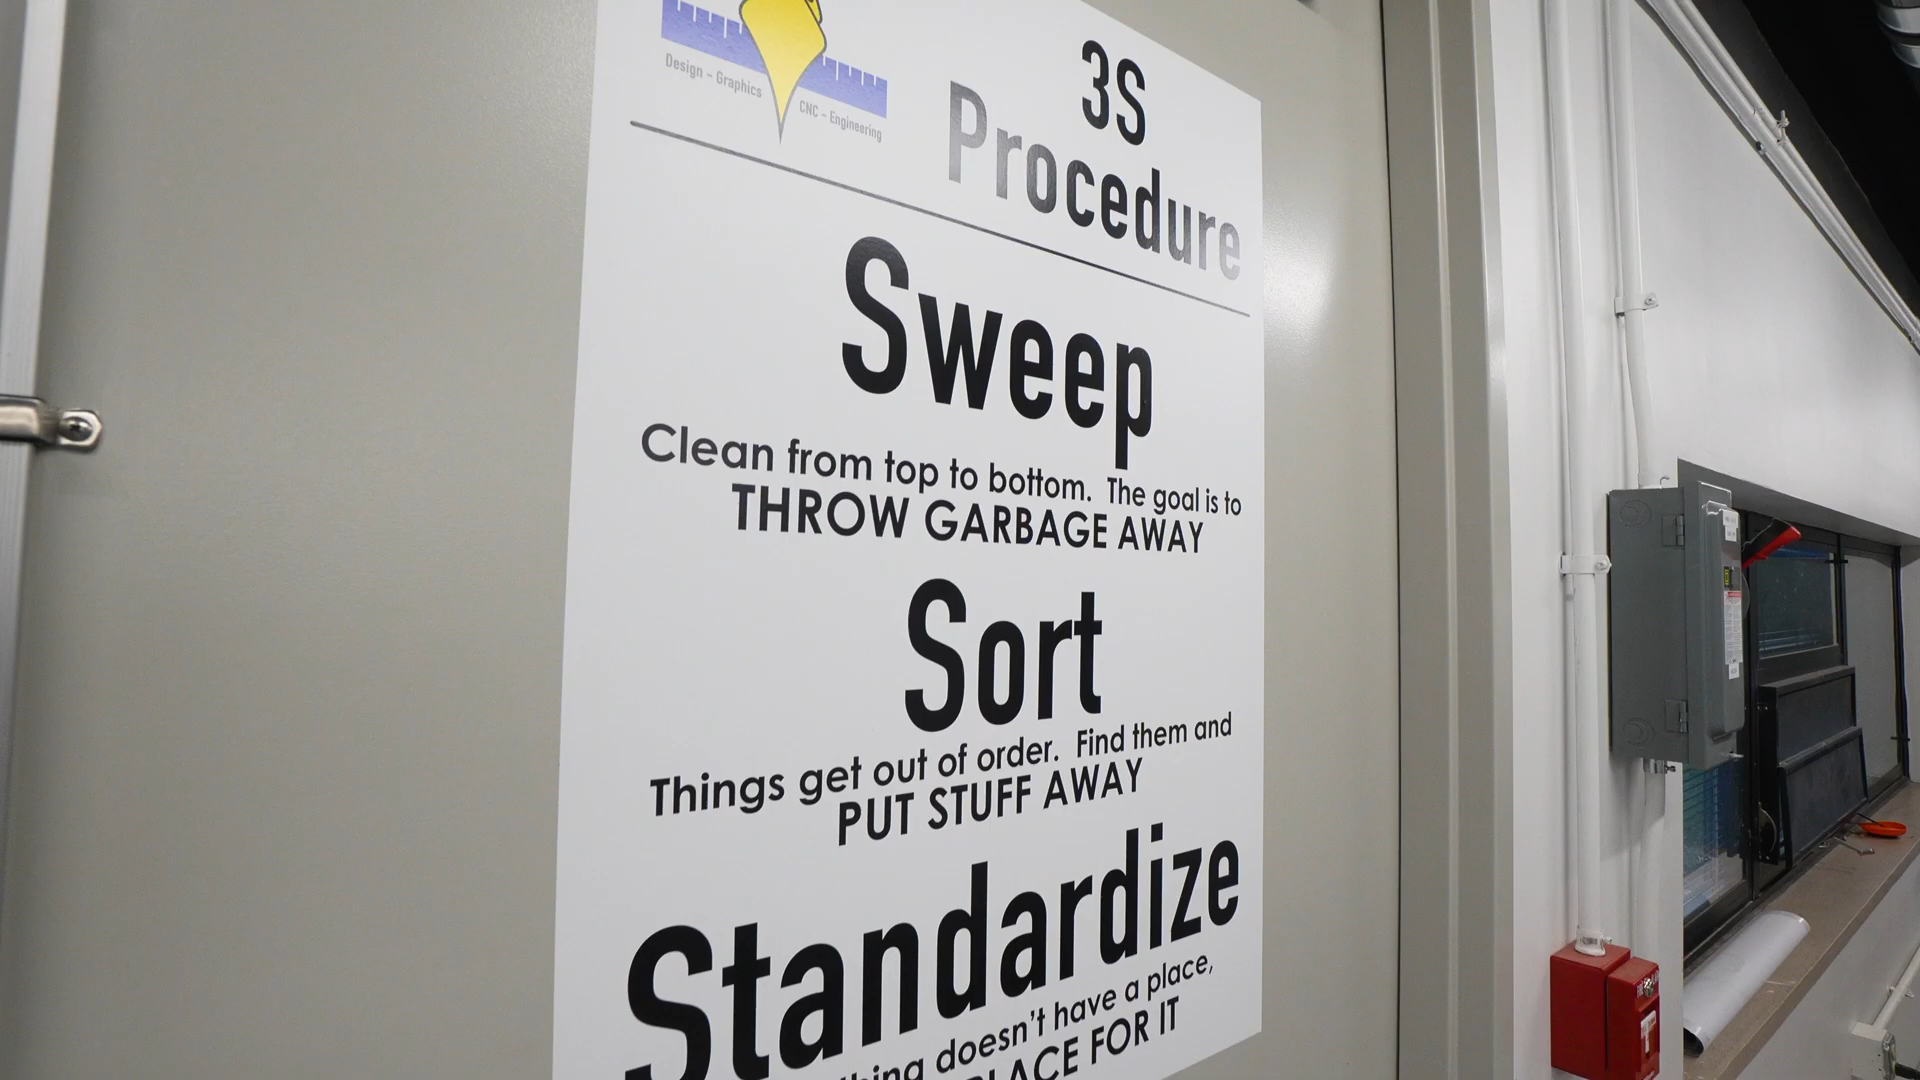 Design - Graphics
CNC - Engineering
3S
Procedure
Sweep
Clean from top to bottom. The goal is to
THROW GARBAGE AWAY
Sort
Things get out of order. Find them and
PUT STUFF AWAY
Standardize
doesn't have a place,
FOR IT